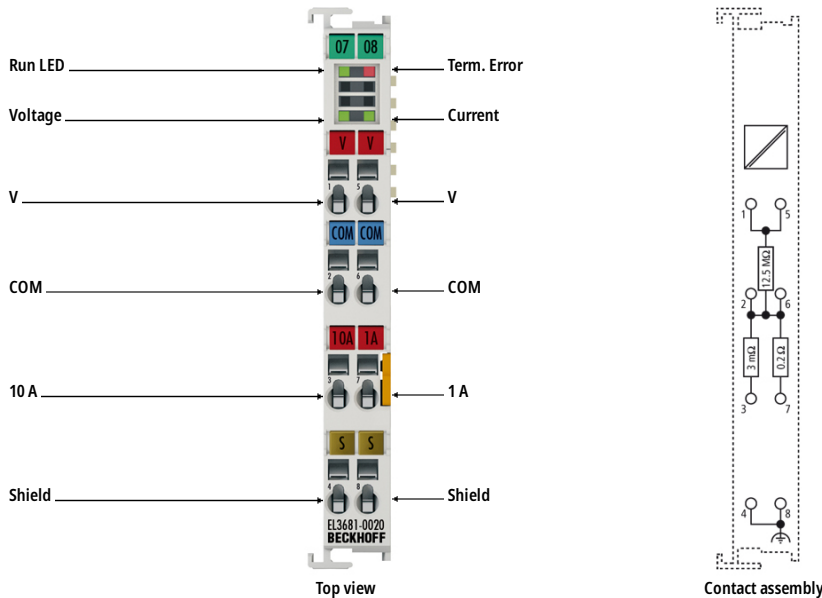 07 08
Run LED
Term. Error
Voltage
Current
V V
1 5
V
V
1 5
12.5 MΩ
COM COM
2 6
COM
COM
2 6
10A 1A
3 mΩ
0.2 Ω
3 7
10 A
1 A
3 7
S S
4 8
Shield
Shield
4 8
EL3681-0020
BECKHOFF
Top view
Contact assembly